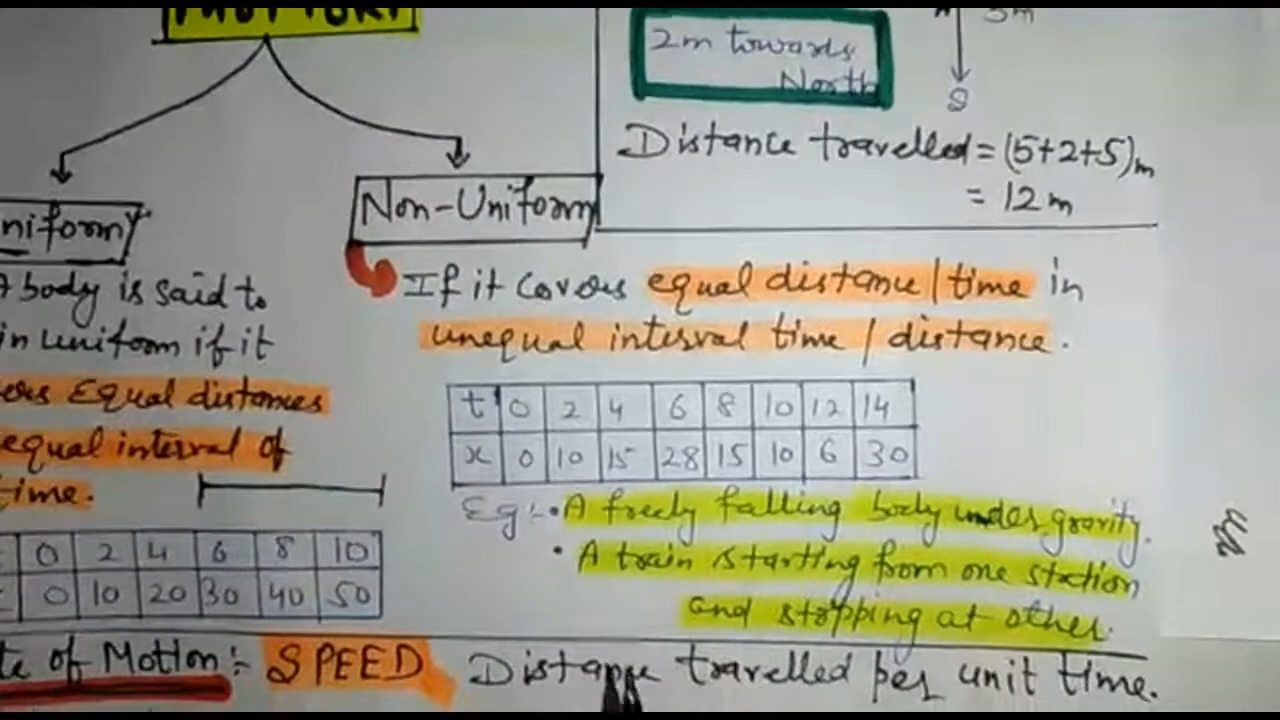 2m towards
North
3m
S
Distance travelled = (5+2+5)m
= 12m
Non-Uniform
If it covers equal distance / time in
unequal interval time / distance.
t 0 2 4 6 8 10 12 14
x 0 10 15 28 15 10 6 30
Eg:- • A freely falling body under gravity.
• A train starting from one station
and stopping at other.
niform
A body is said to
in uniform if it
ers Equal distances
equal interval of
time.
0 2 4 6 8 10
0 10 20 30 40 50
te of Motion:- SPEED Distance travelled per unit time.